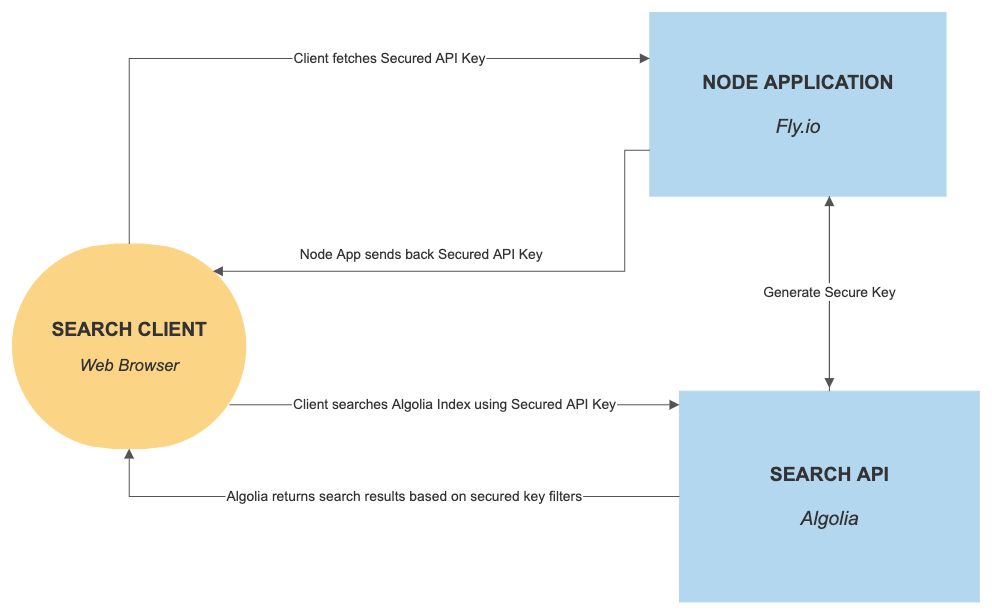 Client fetches Secured API Key
NODE APPLICATION
Fly.io
Node App sends back Secured API Key
Generate Secure Key
SEARCH CLIENT
Web Browser
Client searches Algolia Index using Secured API Key
SEARCH API
Algolia
Algolia returns search results based on secured key filters